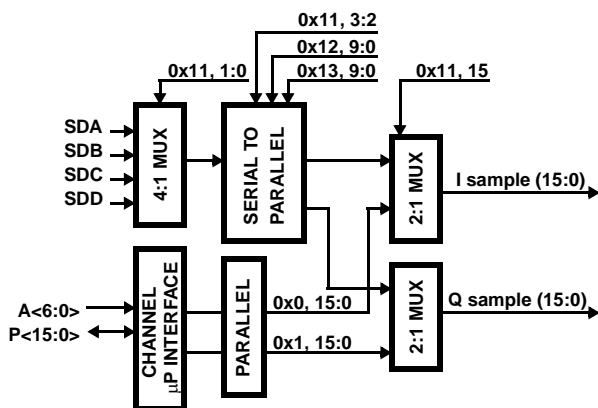 0x11, 3:2
0x12, 9:0
0x11, 1:0
0x13, 9:0
0x11, 15
SDA
SDB
SDC
SDD
4:1 MUX
SERIAL TO
PARALLEL
2:1 MUX
I sample (15:0)
A<6:0>
P<15:0>
CHANNEL
µP INTERFACE
PARALLEL
0x0, 15:0
0x1, 15:0
2:1 MUX
Q sample (15:0)